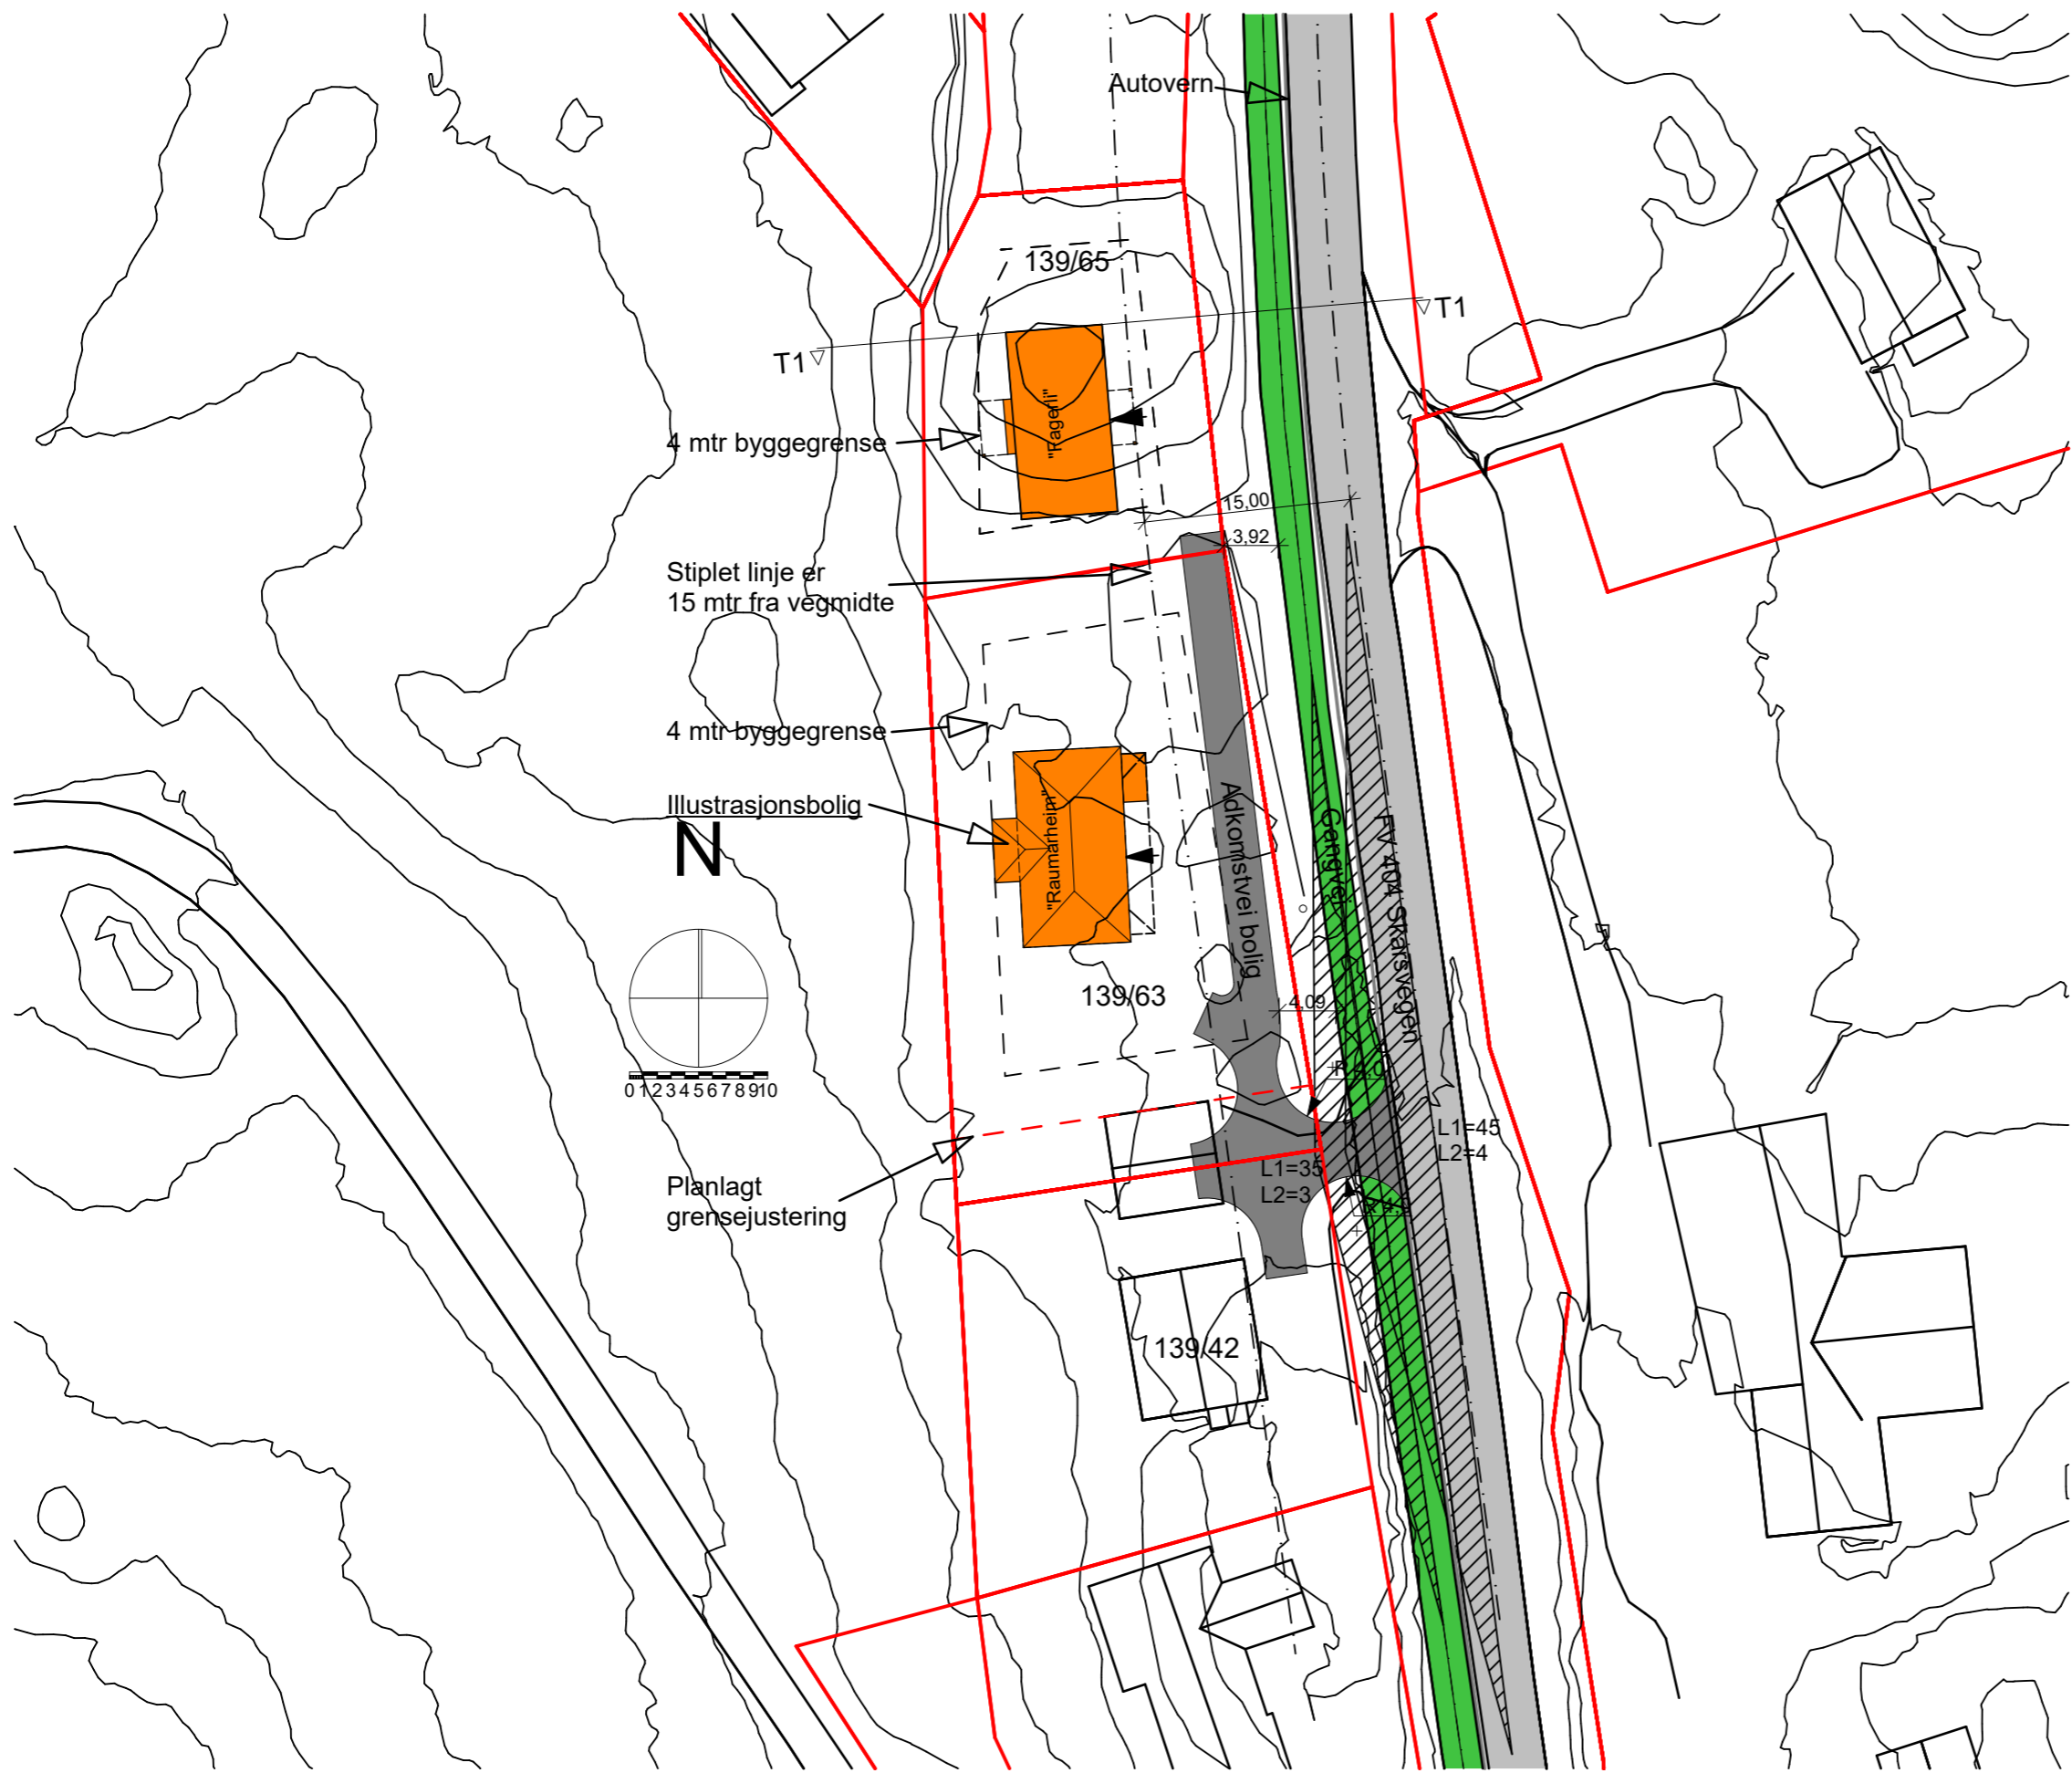 Autovern
139/65
T1
T1
"Fagerli"
4 mtr byggegrense
15,00
3,92
Stiplet linje er
15 mtr fra vegmidte
4 mtr byggegrense
Illustrasjonsbolig
N
"Raumarheim"
Adkomstvei bolig
Gangvei
FV 404 Skarsvegen
139/63
4,09
0 1 2 3 4 5 6 7 8 9 10
L1=45
L2=4
L1=35
L2=3
Planlagt
grensejustering
139/42